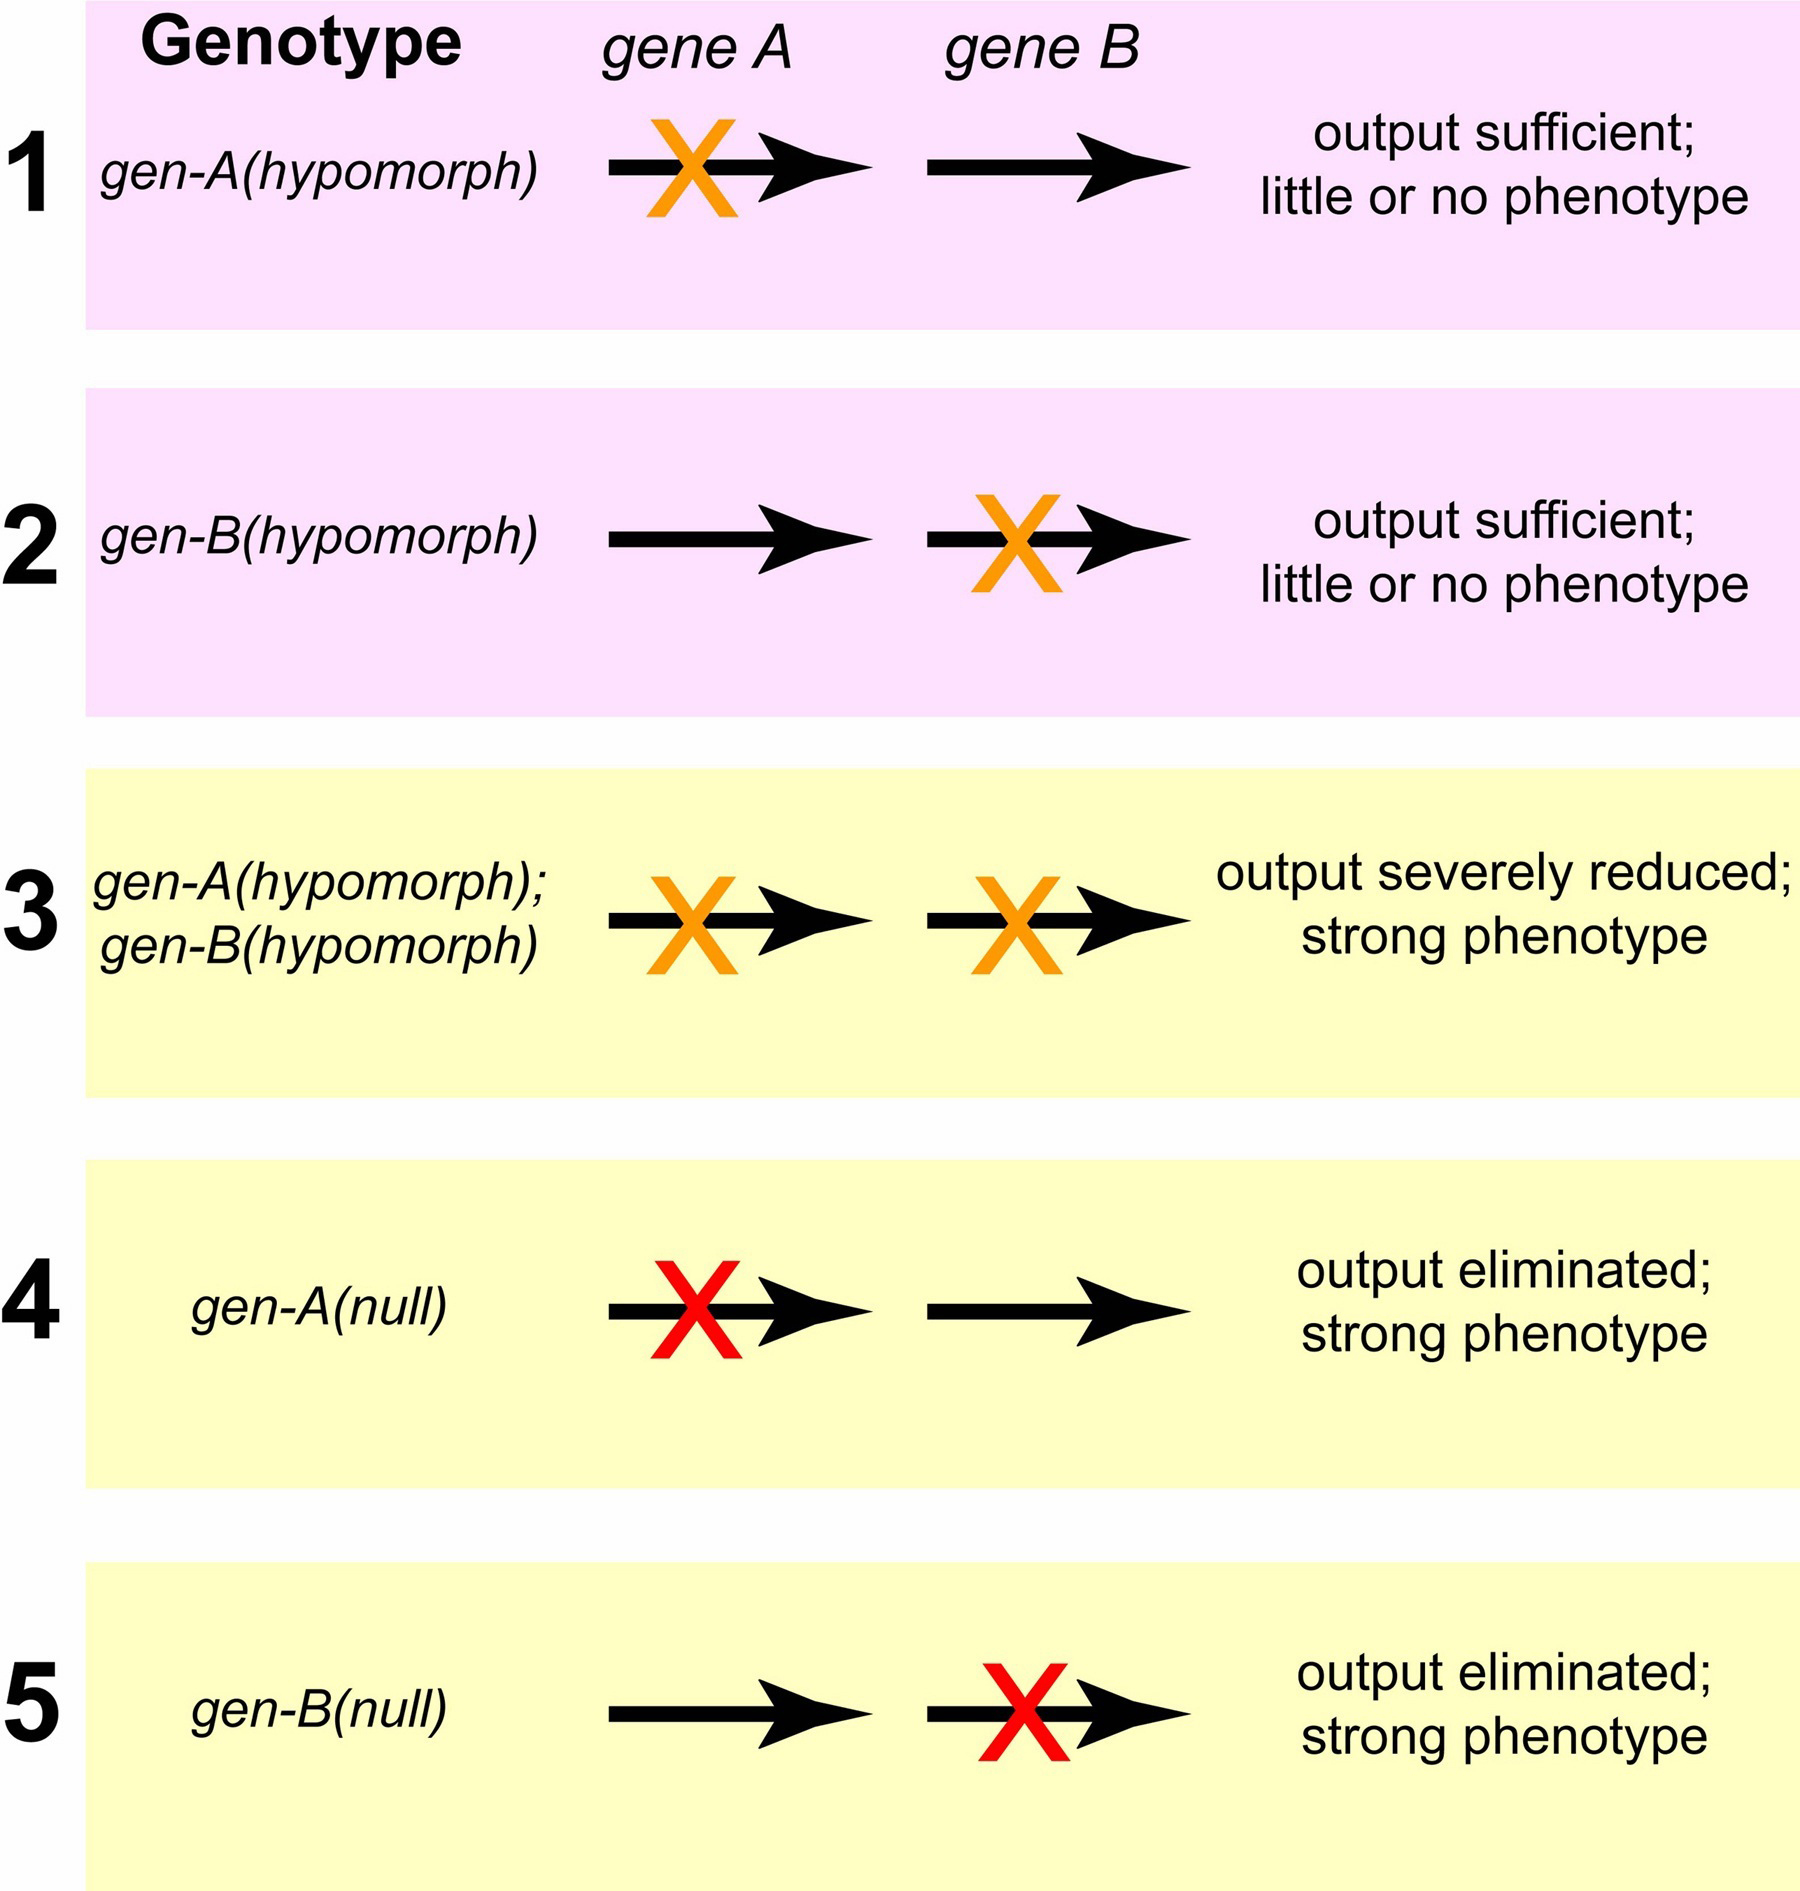 Genotype gene A gene B
1 gen-A(hypomorph) X output sufficient;
little or no phenotype
2 gen-B(hypomorph) X output sufficient;
little or no phenotype
3 gen-A(hypomorph); X X output severely reduced;
gen-B(hypomorph) strong phenotype
4 gen-A(null) X output eliminated;
strong phenotype
5 gen-B(null) X output eliminated;
strong phenotype